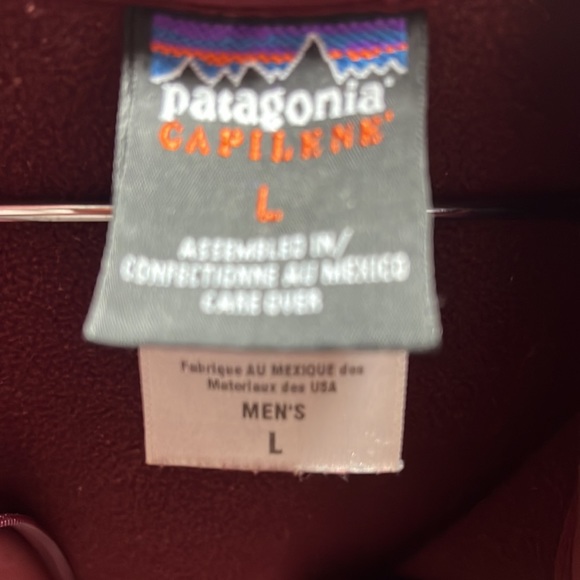 patagonia®
CAPILENE®
L
ASSEMBLED IN/
CONFECTIONNE AU MEXICO
CARE OVER
Fabrique AU MEXIQUE des
Materiaux des USA
MEN'S
L